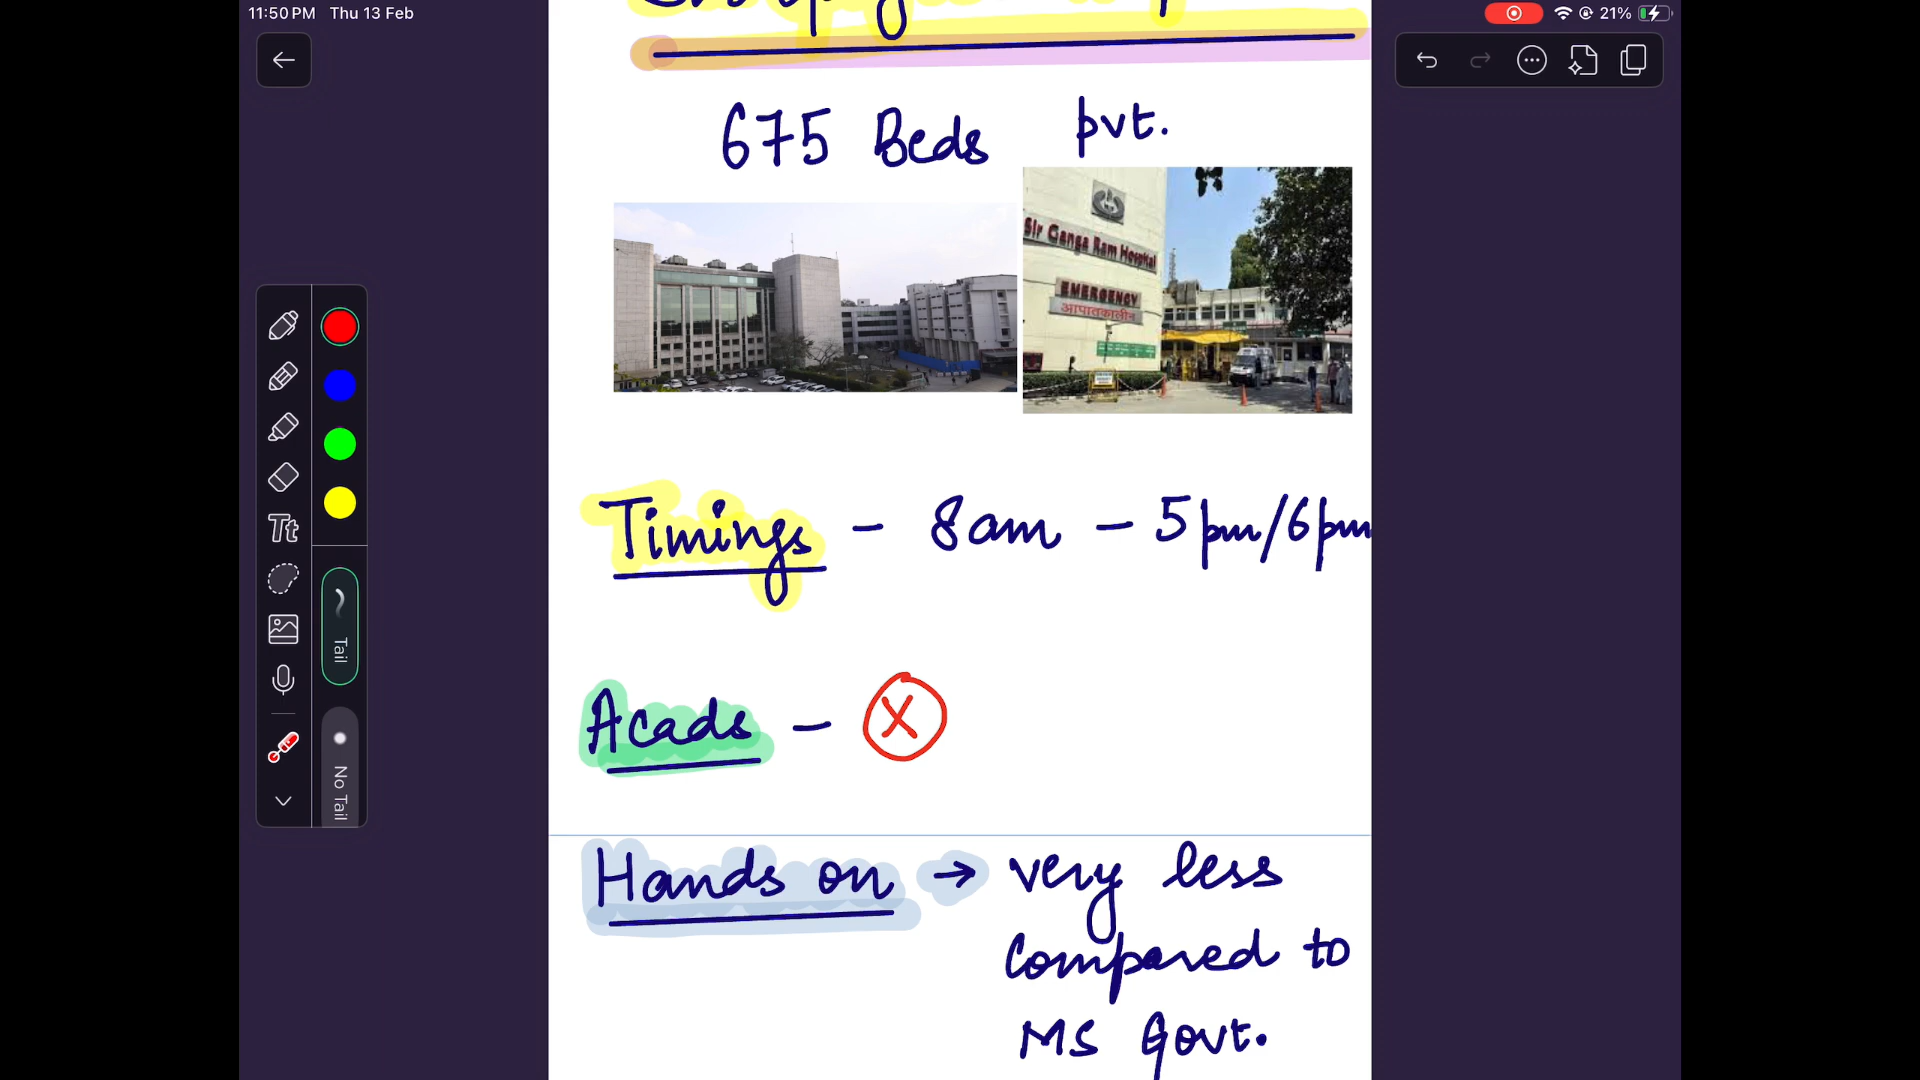 11:50 PM Thu 13 Feb
21%
675 Beds pvt.
Sir Ganga Ram Hospital
EMERGENCY
आपातकालीन
Timings - 8am - 5pm/6pm
Tt
Tail
Acads - X
No Tail
Hands on → very less
compared to
MS Govt.